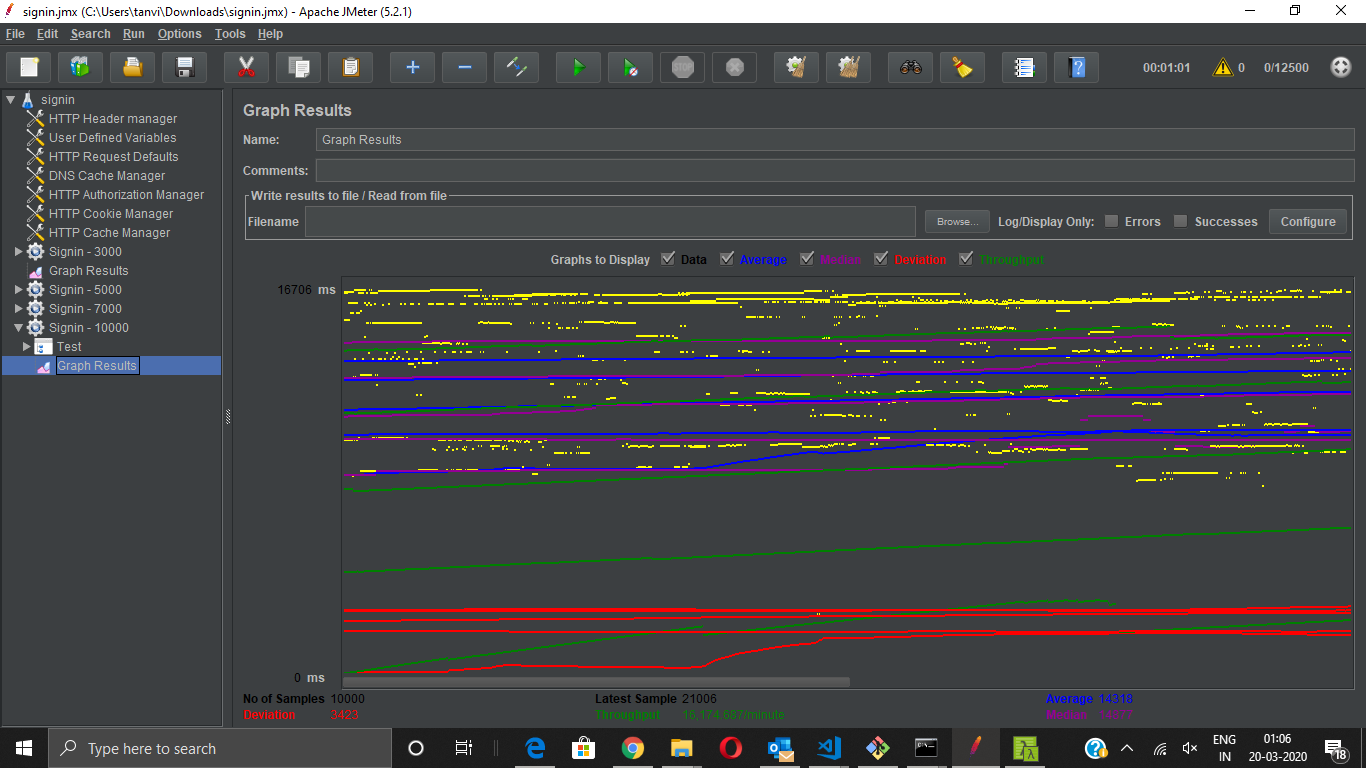 signin.jmx (C:\Users\tanvi\Downloads\signin.jmx) - Apache JMeter (5.2.1)
File Edit Search Run Options Tools Help
00:01:01 0 0/12500
signin
HTTP Header manager
User Defined Variables
HTTP Request Defaults
DNS Cache Manager
HTTP Authorization Manager
HTTP Cookie Manager
HTTP Cache Manager
Signin - 3000
Graph Results
Signin - 5000
Signin - 7000
Signin - 10000
Test
Graph Results
Graph Results
Name: Graph Results
Comments:
Write results to file / Read from file
Filename Browse... Log/Display Only: Errors Successes Configure
Graphs to Display Data Average Median Deviation Throughput
16706 ms
0 ms
No of Samples 10000 Latest Sample 21006 Average 14318
Deviation 3423 Throughput 16,174.687/minute Median 14877
Type here to search
ENG
IN
01:06
20-03-2020
18